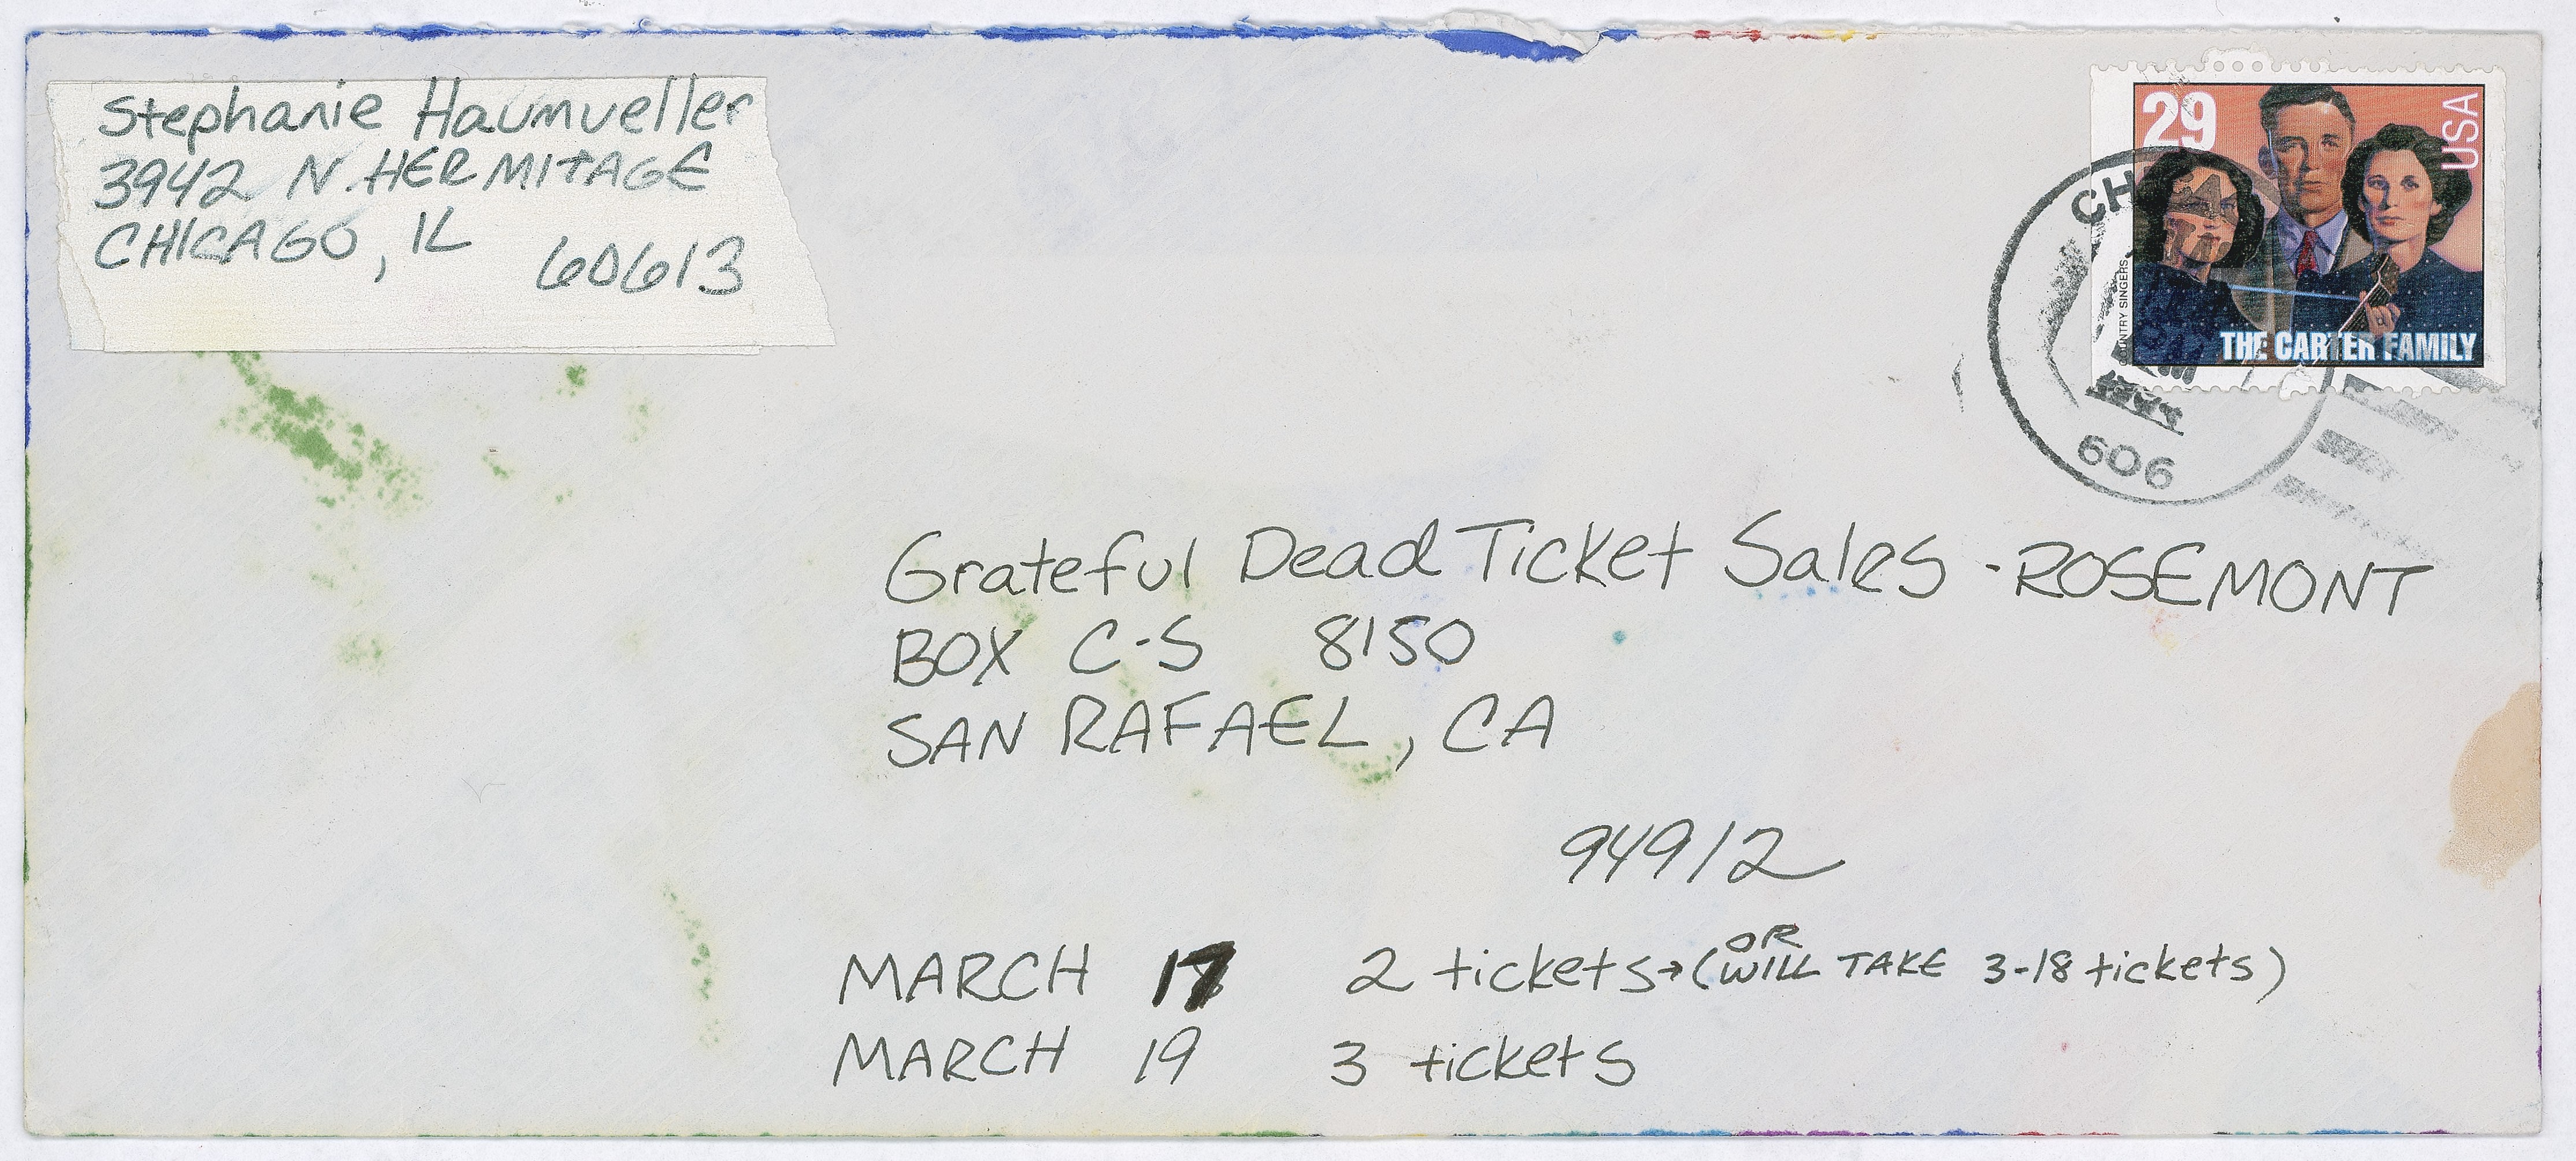 Stephanie Haumueller
3942 N. HERMITAGE
CHICAGO, IL
60613
29
USA
COUNTRY SINGERS
THE CARTER FAMILY
606
Grateful Dead Ticket Sales - ROSEMONT
BOX C-S 8150
SAN RAFAEL, CA
94912
MARCH 17 2 tickets → (OR WILL TAKE 3-18 tickets)
MARCH 19 3 tickets